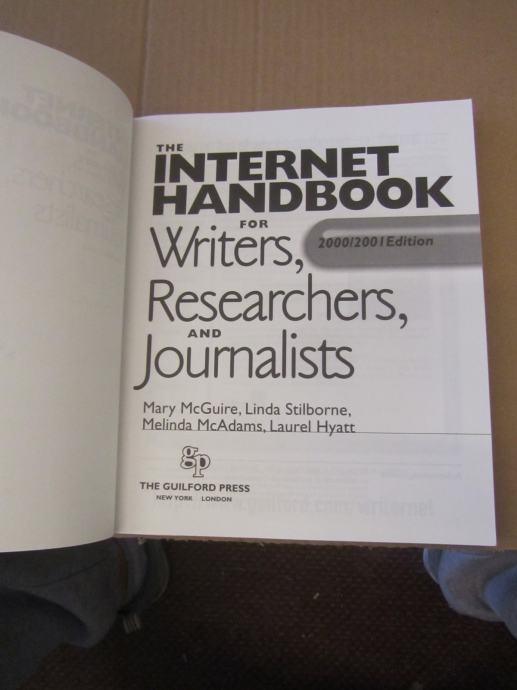 THE
INTERNET
HANDBOOK
FOR
Writers,
2000/2001 Edition
Researchers,
AND
Journalists
Mary McGuire, Linda Stilborne,
Melinda McAdams, Laurel Hyatt
gp
THE GUILFORD PRESS
NEW YORK LONDON